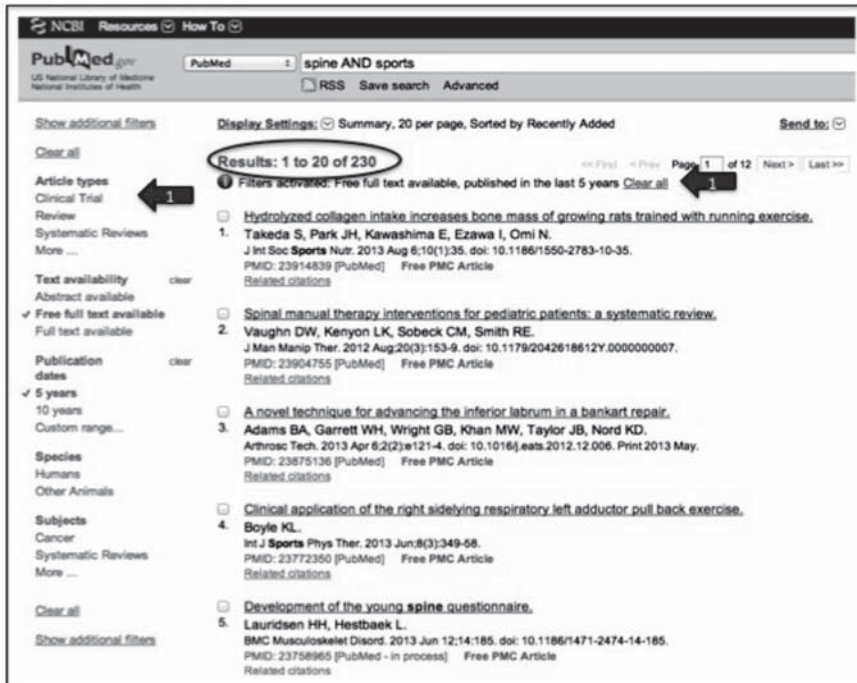 NCBI Resources How To
PubMed.gov
US National Library of Medicine
National Institutes of Health
PubMed
spine AND sports
RSS Save search Advanced
Show additional filters
Clear all
Article types
1
Clinical Trial
Review
Systematic Reviews
More ...
Text availability clear
Abstract available
✓ Free full text available
Full text available
Publication dates clear
✓ 5 years
10 years
Custom range...
Species
Humans
Other Animals
Subjects
Cancer
Systematic Reviews
More ...
Clear all
Show additional filters
Display Settings: Summary, 20 per page, Sorted by Recently Added Send to:
Results: 1 to 20 of 230
<< First < Prev Page 1 of 12 Next > Last >>
Filters activated: Free full text available, published in the last 5 years Clear all
1
Hydrolyzed collagen intake increases bone mass of growing rats trained with running exercise.
1. Takeda S, Park JH, Kawashima E, Ezawa I, Omi N.
J Int Soc Sports Nutr. 2013 Aug 6;10(1):35. doi: 10.1186/1550-2783-10-35.
PMID: 23914839 [PubMed] Free PMC Article
Related citations
Spinal manual therapy interventions for pediatric patients: a systematic review.
2. Vaughn DW, Kenyon LK, Sobeck CM, Smith RE.
J Man Manip Ther. 2012 Aug;20(3):153-9. doi: 10.1179/2042618612Y.0000000007.
PMID: 23904755 [PubMed] Free PMC Article
Related citations
A novel technique for advancing the inferior labrum in a bankart repair.
3. Adams BA, Garrett WH, Wright GB, Khan MW, Taylor JB, Nord KD.
Arthrosc Tech. 2013 Apr 6;2(2):e121-4. doi: 10.1016/j.eats.2012.12.006. Print 2013 May.
PMID: 23875136 [PubMed] Free PMC Article
Related citations
Clinical application of the right sidelying respiratory left adductor pull back exercise.
4. Boyle KL.
Int J Sports Phys Ther. 2013 Jun;8(3):349-58.
PMID: 23772350 [PubMed] Free PMC Article
Related citations
Development of the young spine questionnaire.
5. Lauridsen HH, Hestbaek L.
BMC Musculoskelet Disord. 2013 Jun 12;14:185. doi: 10.1186/1471-2474-14-185.
PMID: 23758965 [PubMed - in process] Free PMC Article
Related citations